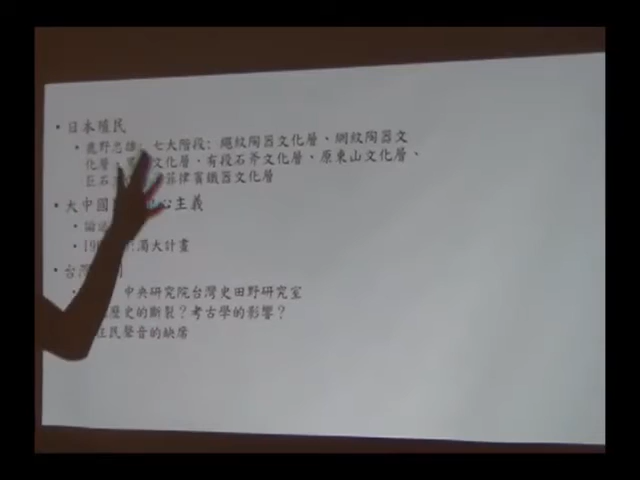 • 日本殖民
• 鹿野忠雄: 七大階段: 繩紋陶器文化層、網紋陶器文
化層、文化層、有段石斧文化層、原東山文化層、
巨石菲律賓鐵器文化層
• 大中國心主義
• 論
• 19濁大計畫
• 台灣
• 中央研究院台灣史田野研究室
歷史的斷裂？考古學的影響？
住民聲音的缺席